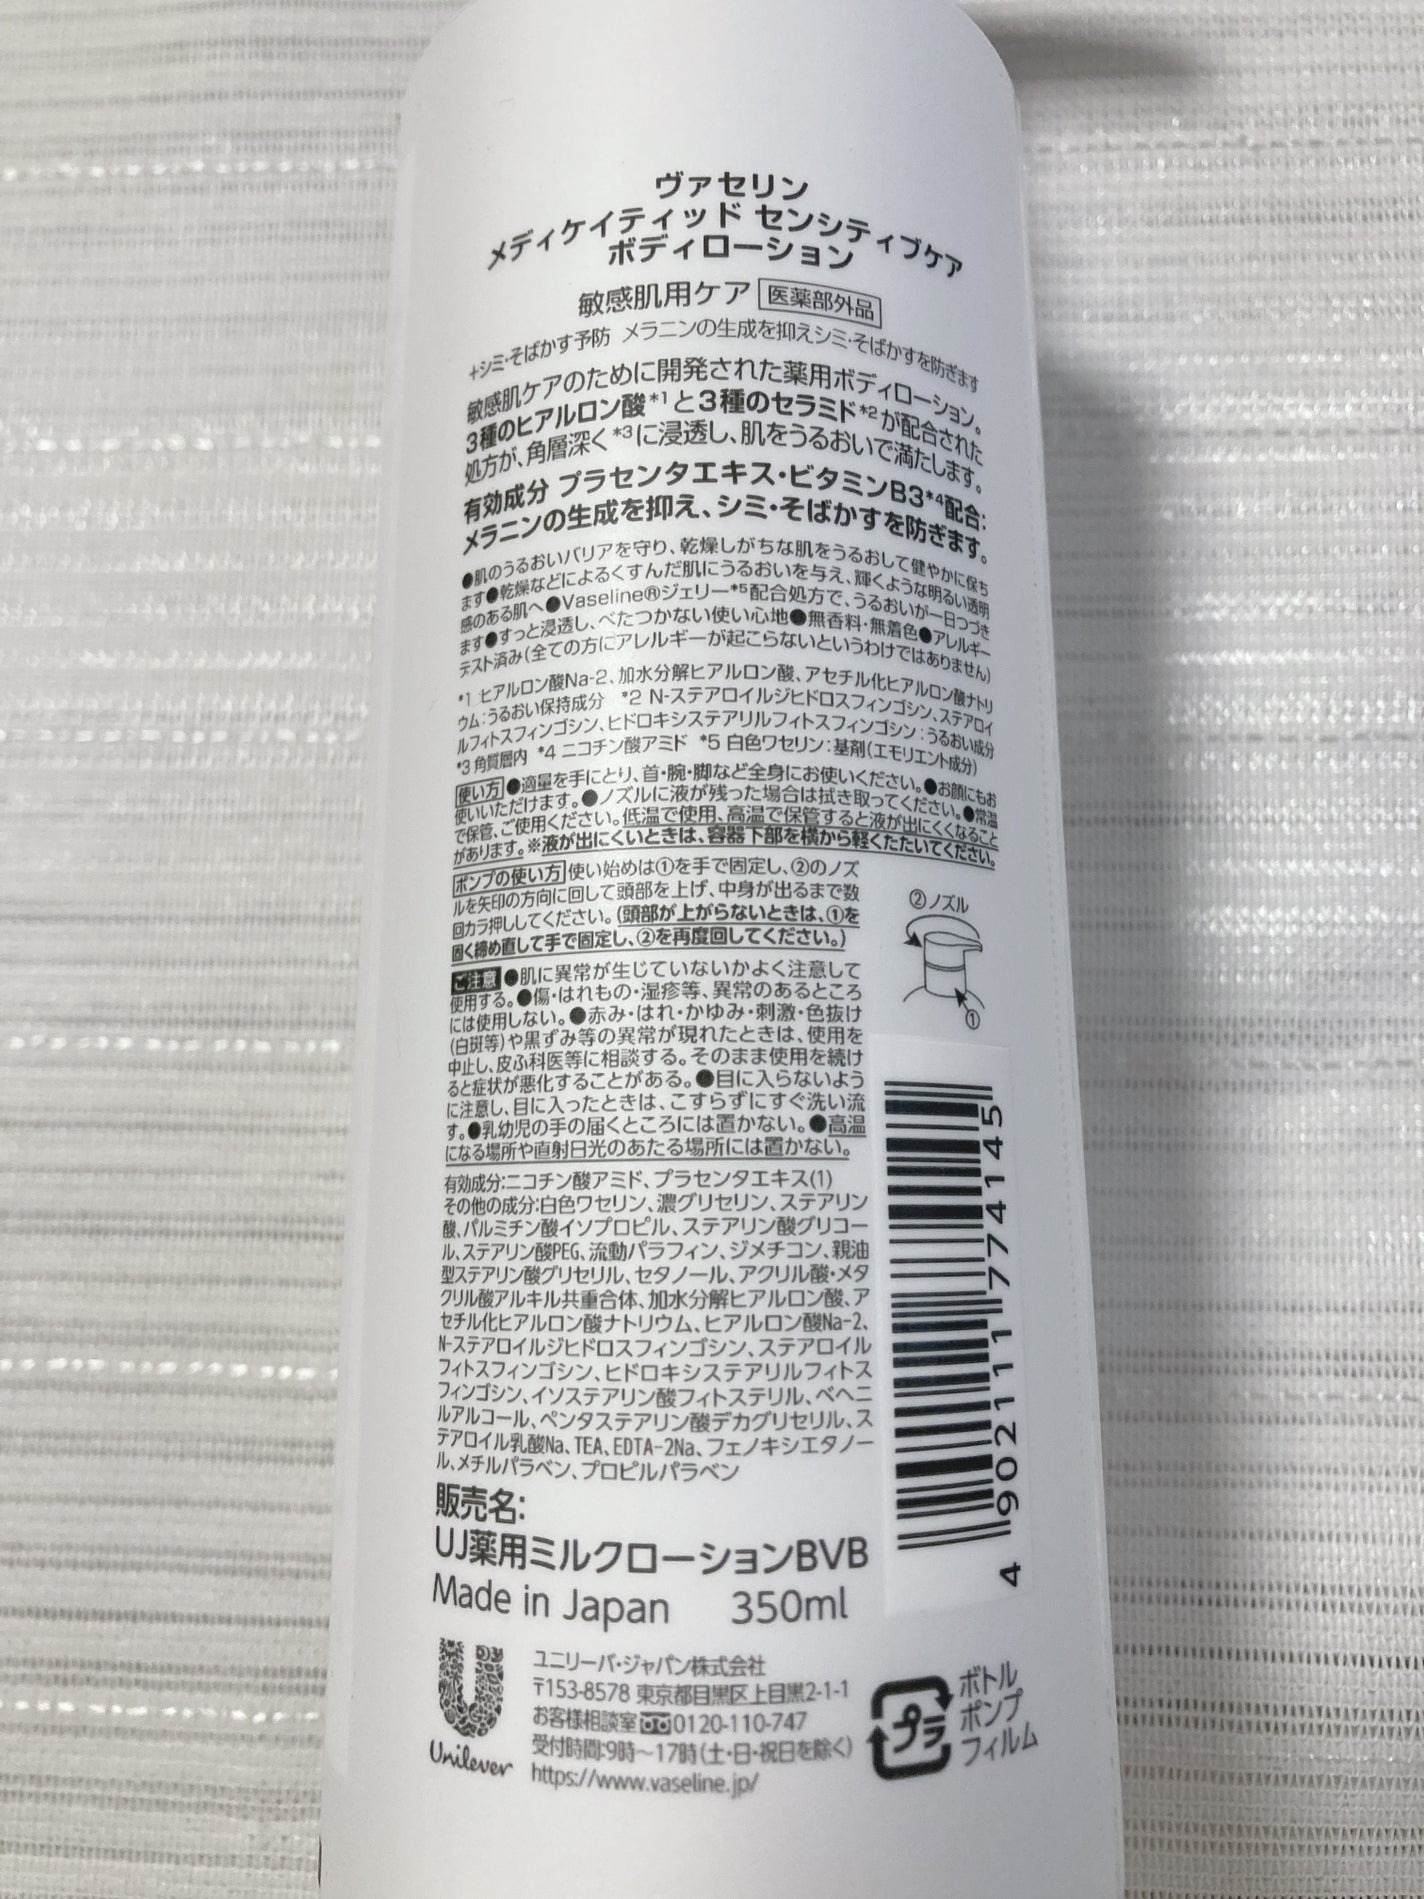 ヴァセリン
メディケイティッド センシティブケア
ボディローション
敏感肌用ケア 医薬部外品
+シミ・そばかす予防 メラニンの生成を抑えシミ・そばかすを防ぎます
敏感肌ケアのために開発された薬用ボディローション。
3種のヒアルロン酸*1と3種のセラミド*2が配合された
処方が、角層深く*3に浸透し、肌をうるおいで満たします。
有効成分 プラセンタエキス・ビタミンB3*4配合:
メラニンの生成を抑え、シミ・そばかすを防ぎます。
●肌のうるおいバリアを守り、乾燥しがちな肌をうるおして健やかに保ち
ます●乾燥などによるくすんだ肌にうるおいを与え、輝くような明るい透明
感のある肌へ●Vaseline®ジェリー*5配合処方で、うるおいが一日つづき
ます●すっと浸透し、べたつかない使い心地●無香料・無着色●アレルギー
テスト済み(全ての方にアレルギーが起こらないというわけではありません)
*1 ヒアルロン酸Na-2、加水分解ヒアルロン酸、アセチル化ヒアルロン酸ナトリ
ウム:うるおい保持成分 *2 N-ステアロイルジヒドロスフィンゴシン、ステアロイ
ルフィトスフィンゴシン、ヒドロキシステアリルフィトスフィンゴシン:うるおい成分
*3 角質層内 *4 ニコチン酸アミド *5 白色ワセリン:基剤(エモリエント成分)
使い方 ●適量を手にとり、首・腕・脚など全身にお使いください。●お顔にもお
使いいただけます。●ノズルに液が残った場合は拭き取ってください。●常温
で保管、ご使用ください。低温で使用、高温で保管すると液が出にくくなること
があります。※液が出にくいときは、容器下部を横から軽くたたいてください。
ポンプの使い方 使い始めは①を手で固定し、②のノズ
ルを矢印の方向に回して頭部を上げ、中身が出るまで数
回カラ押ししてください。(頭部が上がらないときは、①を
固く締め直して手で固定し、②を再度回してください。)
②ノズル
①
ご注意 ●肌に異常が生じていないかよく注意して
使用する。●傷・はれもの・湿疹等、異常のあるところ
には使用しない。●赤み・はれ・かゆみ・刺激・色抜け
(白斑等)や黒ずみ等の異常が現れたときは、使用を
中止し、皮ふ科医等に相談する。そのまま使用を続け
ると症状が悪化することがある。●目に入らないよう
に注意し、目に入ったときは、こすらずにすぐ洗い流
す。●乳幼児の手の届くところには置かない。●高温
になる場所や直射日光のあたる場所には置かない。
有効成分:ニコチン酸アミド、プラセンタエキス(1)
その他の成分:白色ワセリン、濃グリセリン、ステアリン
酸、パルミチン酸イソプロピル、ステアリン酸グリコー
ル、ステアリン酸PEG、流動パラフィン、ジメチコン、親油
型ステアリン酸グリセリル、セタノール、アクリル酸・メタ
クリル酸アルキル共重合体、加水分解ヒアルロン酸、ア
セチル化ヒアルロン酸ナトリウム、ヒアルロン酸Na-2、
N-ステアロイルジヒドロスフィンゴシン、ステアロイル
フィトスフィンゴシン、ヒドロキシステアリルフィトス
フィンゴシン、イソステアリン酸フィトステリル、ベヘニ
ルアルコール、ペンタステアリン酸デカグリセリル、ス
テアロイル乳酸Na、TEA、EDTA-2Na、フェノキシエタノー
ル、メチルパラベン、プロピルパラベン
4902111774145
販売名:
UJ薬用ミルクローションBVB
Made in Japan 350ml
Unilever
ユニリーバ・ジャパン株式会社
〒153-8578 東京都目黒区上目黒2-1-1
お客様相談室 0120-110-747
受付時間:9時～17時(土・日・祝日を除く)
https://www.vaseline.jp/
プラ
ボトル
ポンプ
フィルム